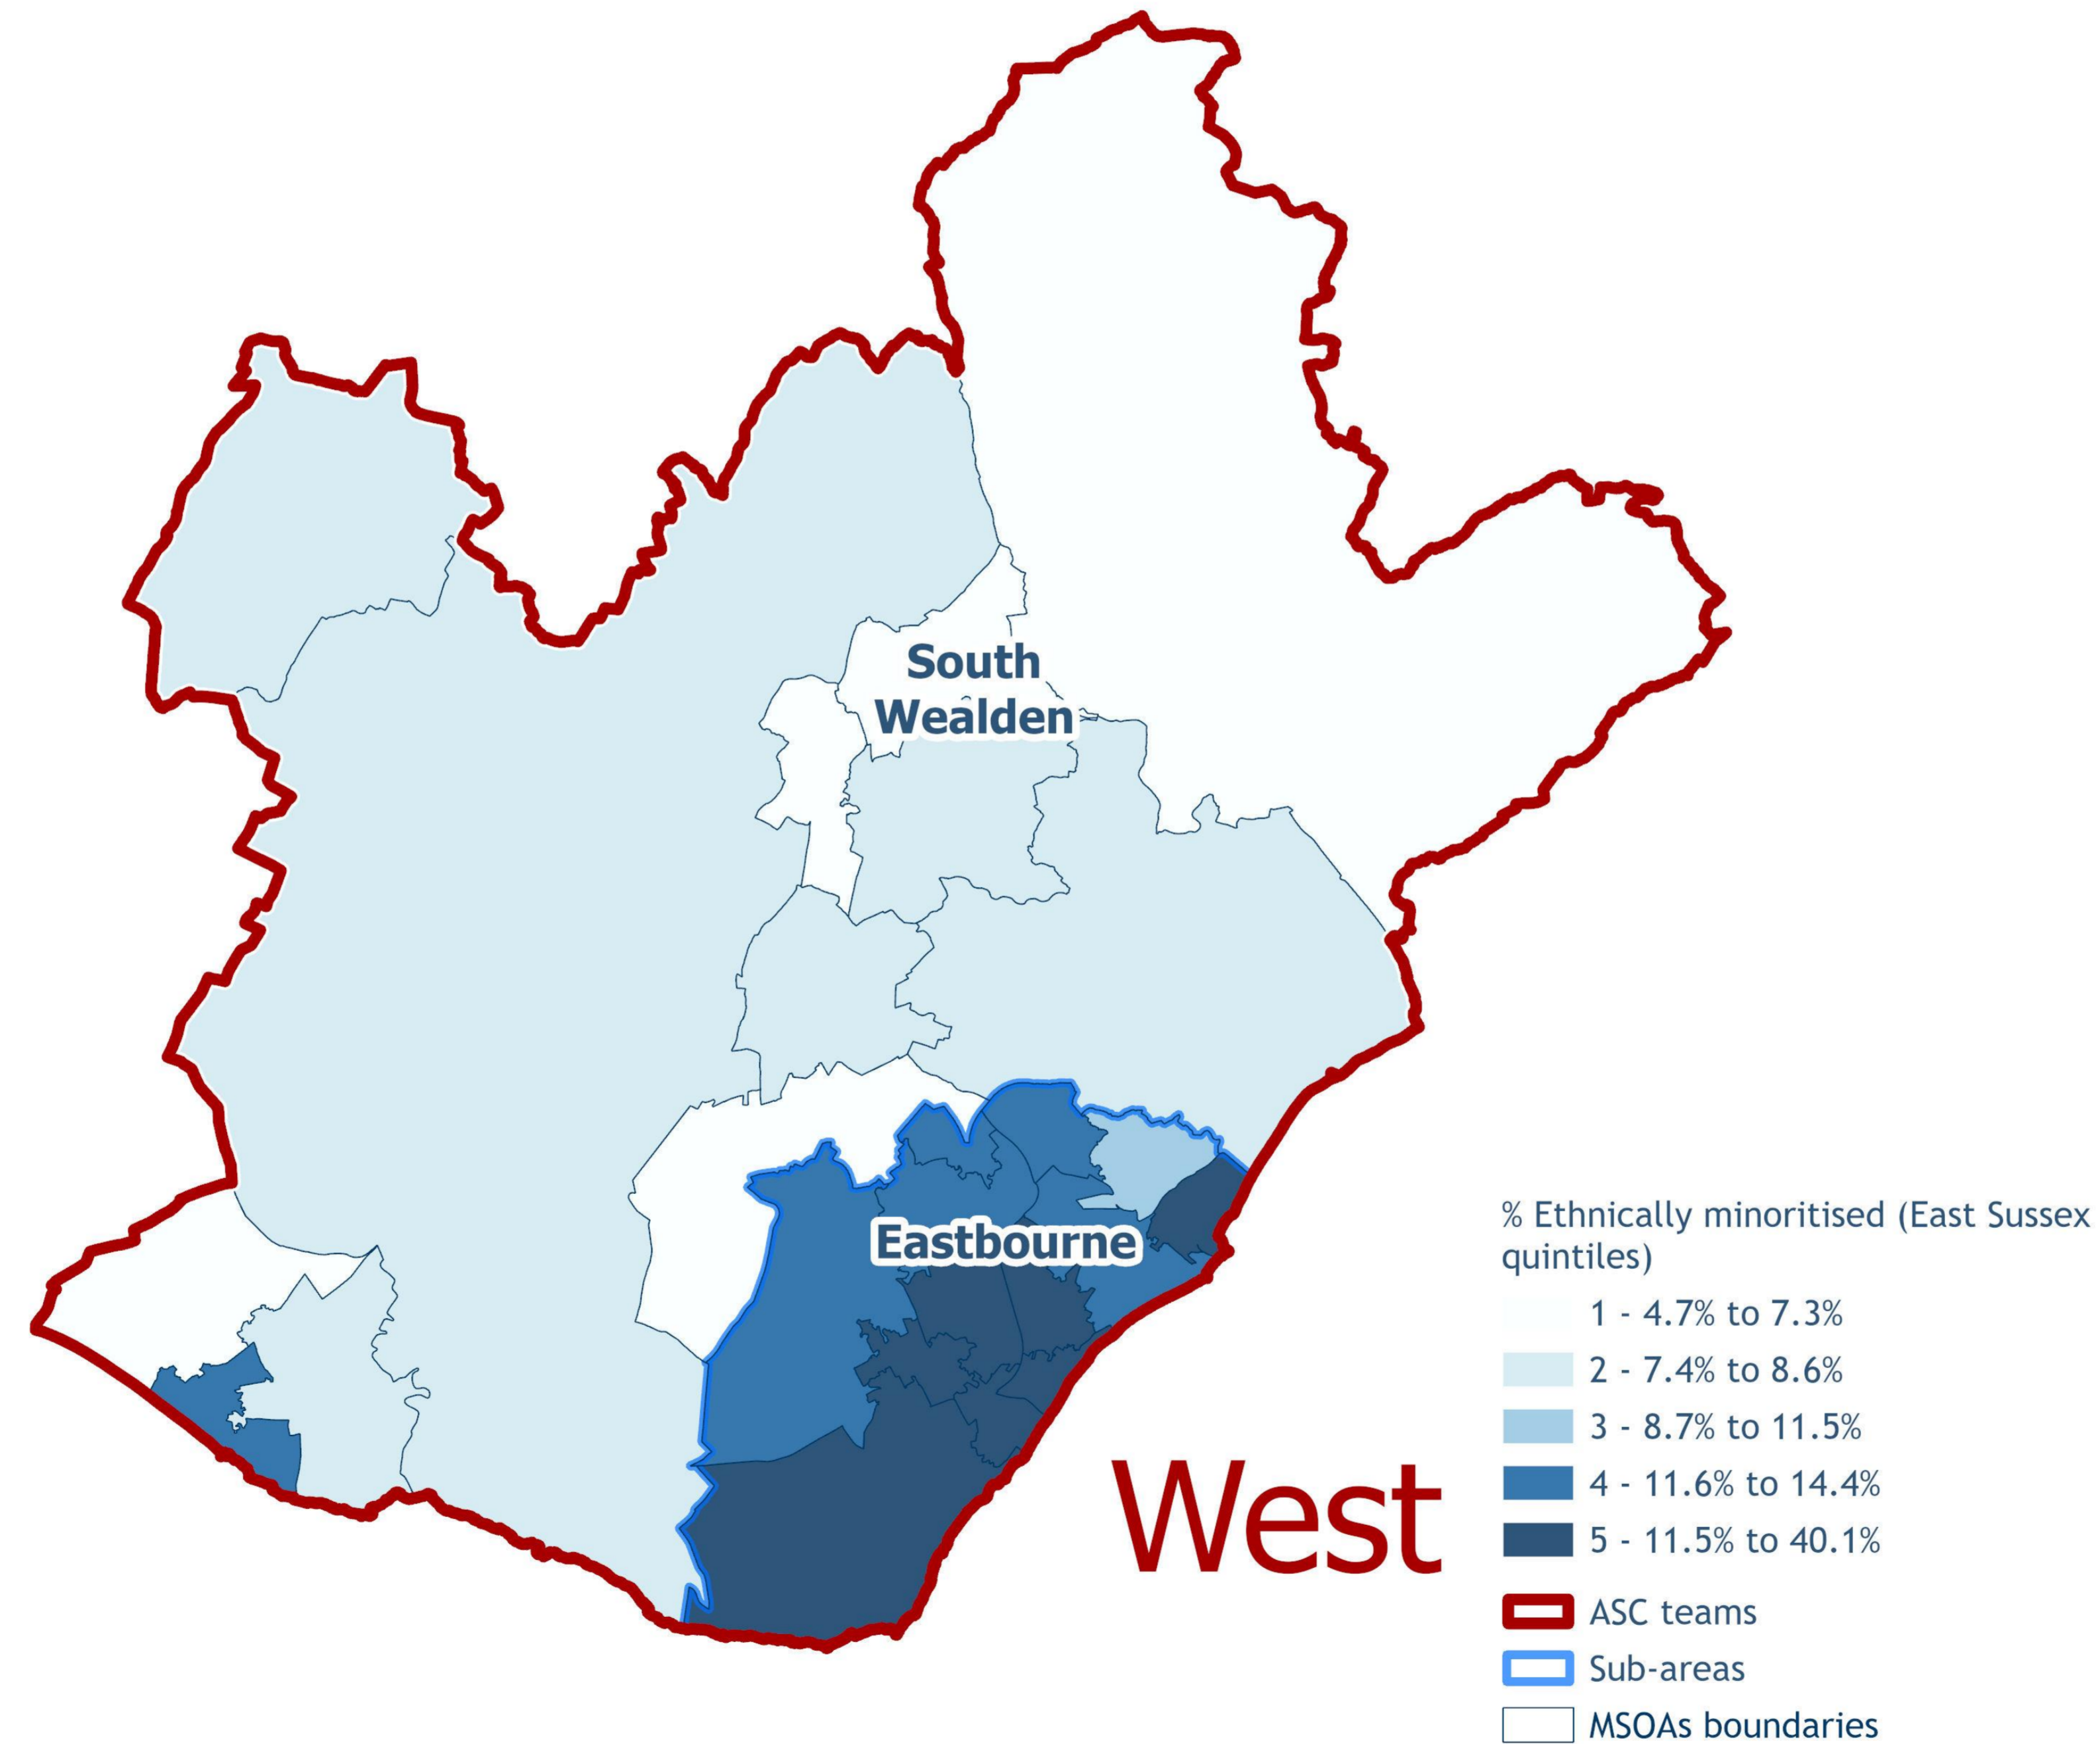 South
Wealden
Eastbourne
West
% Ethnically minoritised (East Sussex
quintiles)
1 - 4.7% to 7.3%
2 - 7.4% to 8.6%
3 - 8.7% to 11.5%
4 - 11.6% to 14.4%
5 - 11.5% to 40.1%
ASC teams
Sub-areas
MSOAs boundaries